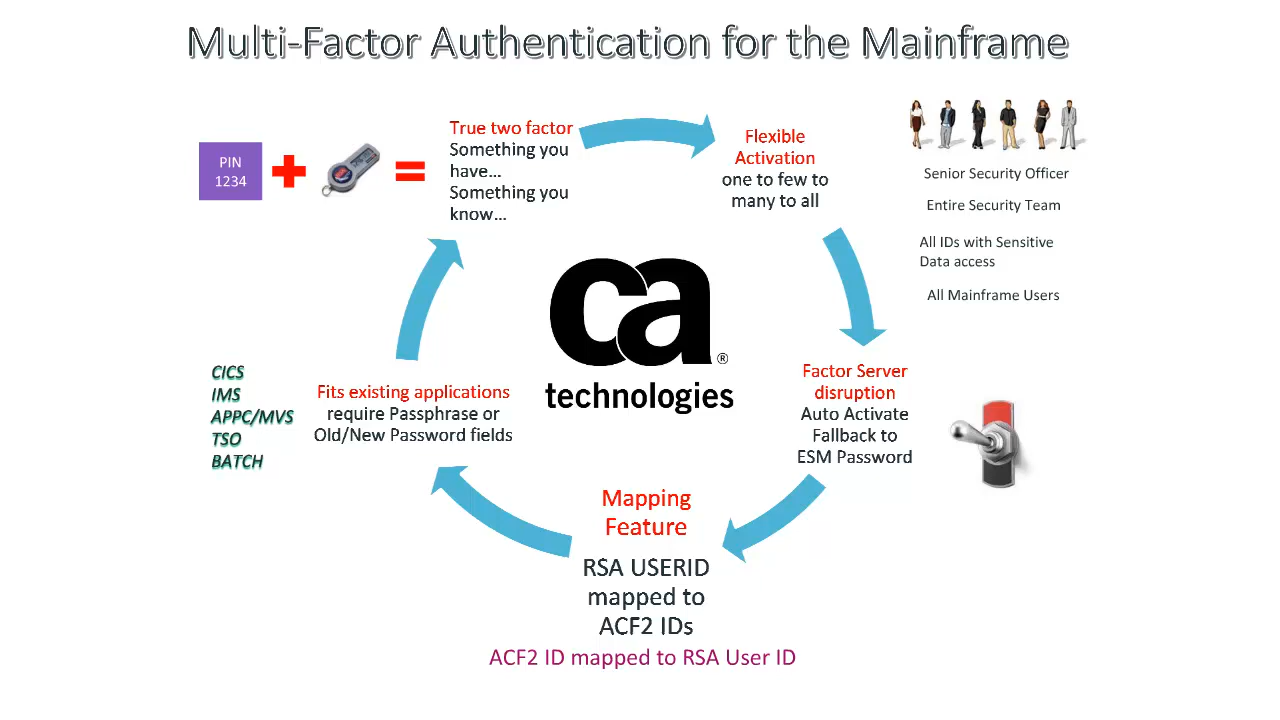 Multi-Factor Authentication for the Mainframe
PIN
1234
True two factor
Something you
have…
Something you
know…
Flexible
Activation
one to few to
many to all
Senior Security Officer
Entire Security Team
All IDs with Sensitive
Data access
All Mainframe Users
ca
®
technologies
Factor Server
disruption
Auto Activate
Fallback to
ESM Password
Mapping
Feature
RSA USERID
mapped to
ACF2 IDs
ACF2 ID mapped to RSA User ID
Fits existing applications
require Passphrase or
Old/New Password fields
CICS
IMS
APPC/MVS
TSO
BATCH